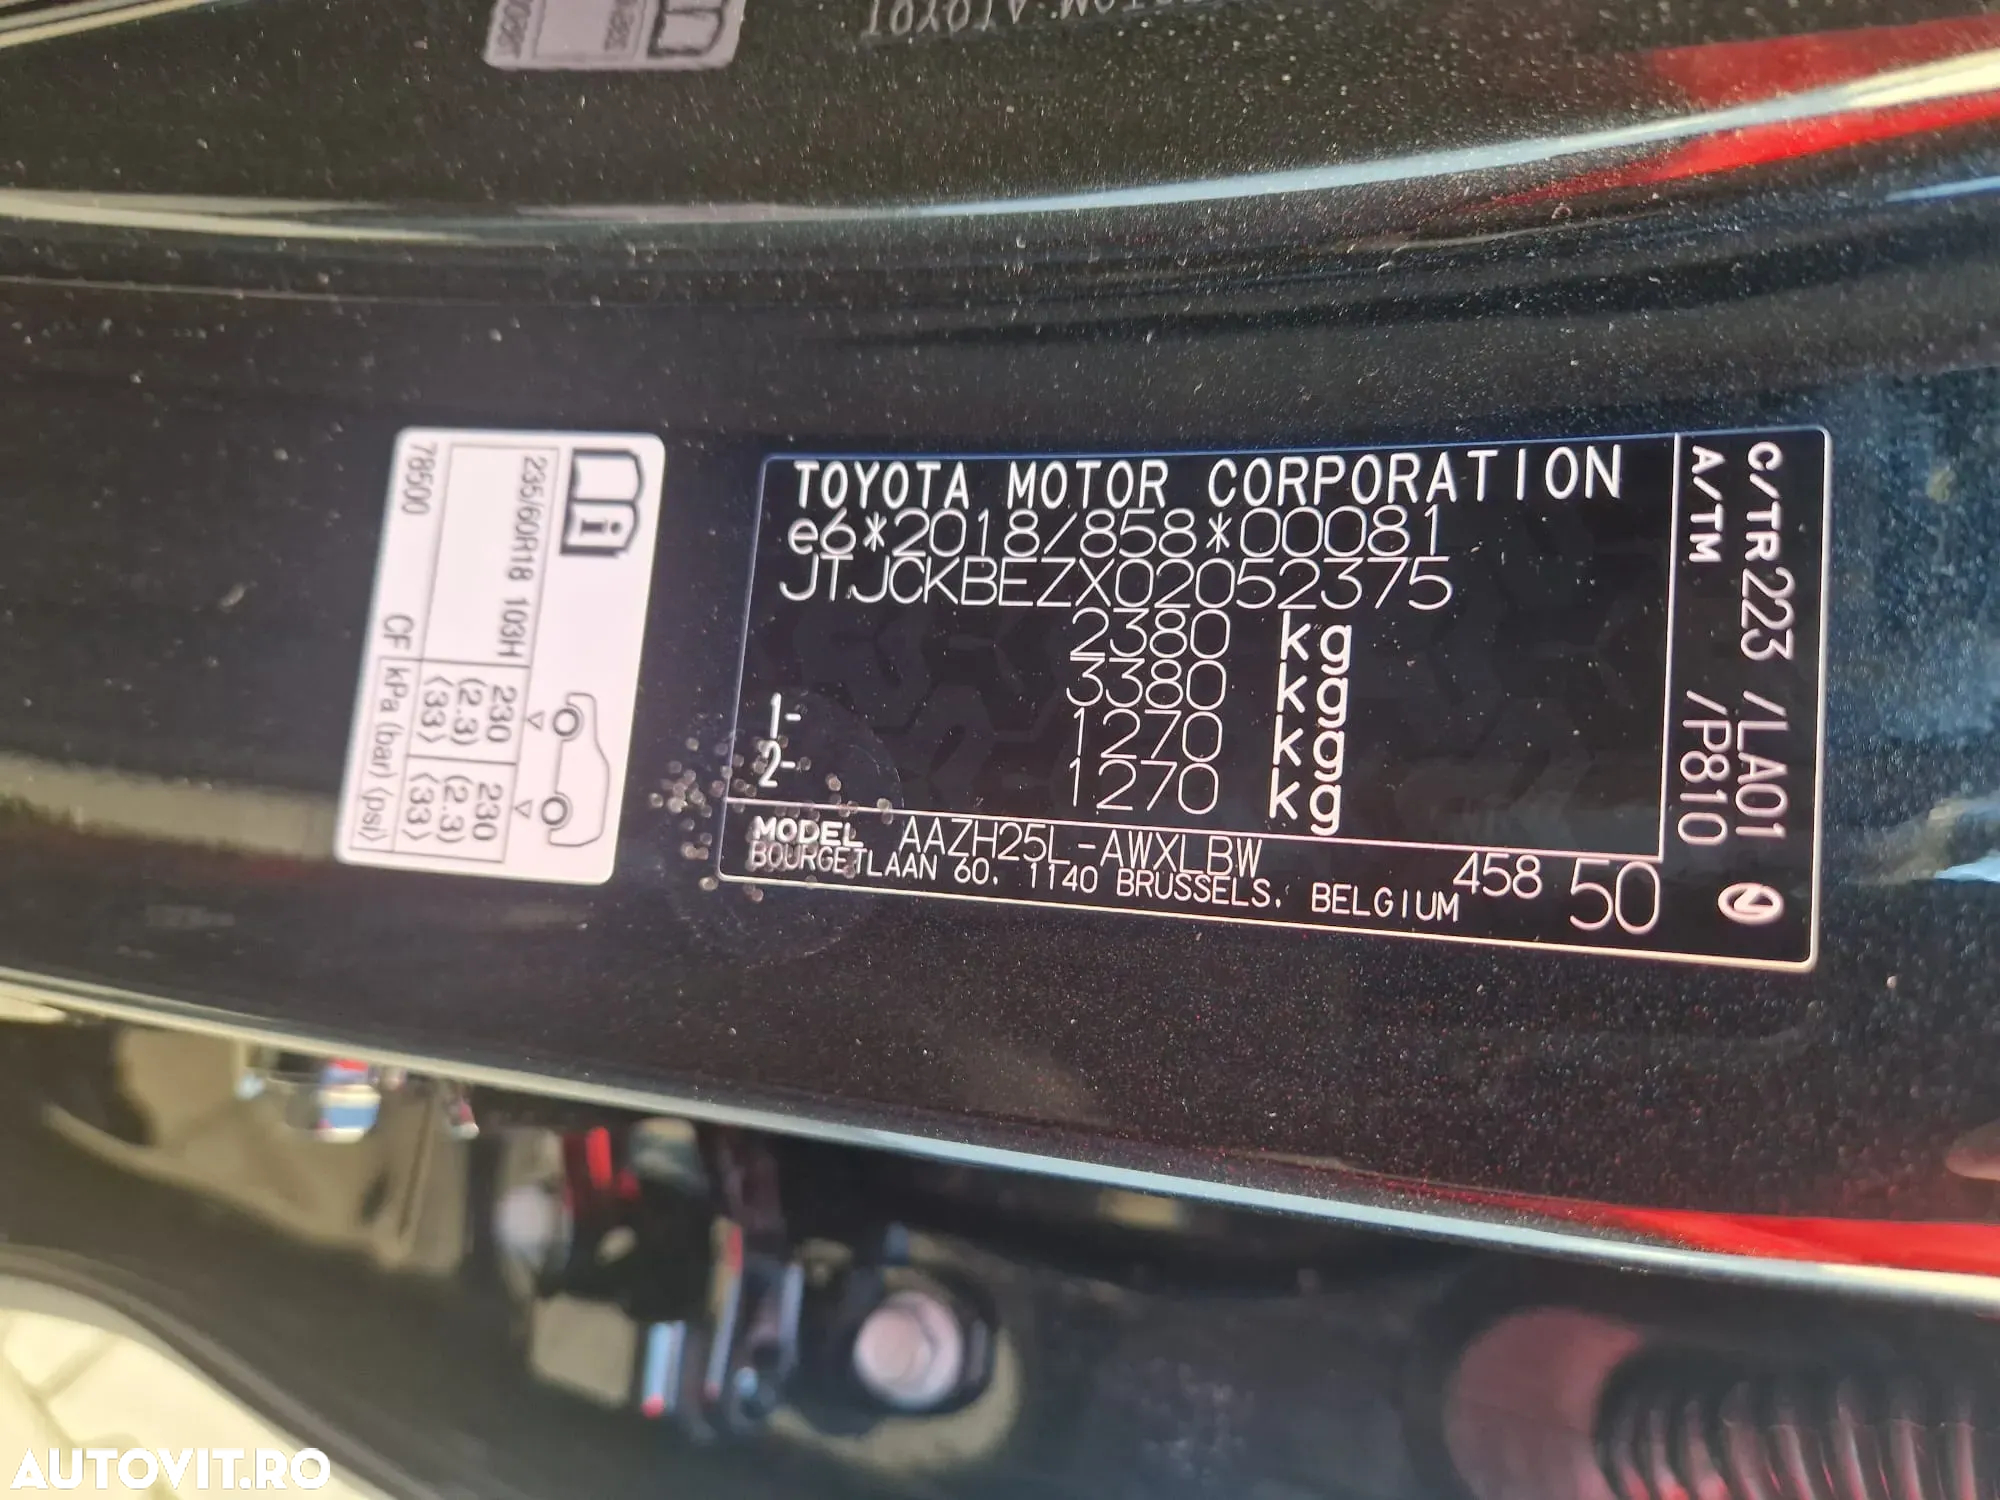 TOYOTA MOTOR CORPORATION
e6*2018/858*00081
JTJCKBEZX02052375
2380 kg
3380 kg
1- 1270 kg
2- 1270 kg
MODEL AAZH25L-AWXLBW
BOURGETLAAN 60, 1140 BRUSSELS, BELGIUM
458 50
C/TR 223 /LA01
A/TM /P810
i
235/60R18 103H
230 (2.3) ⟨33⟩
230 (2.3) ⟨33⟩
78500 CF kPa (bar) ⟨psi⟩
AUTOVIT.RO